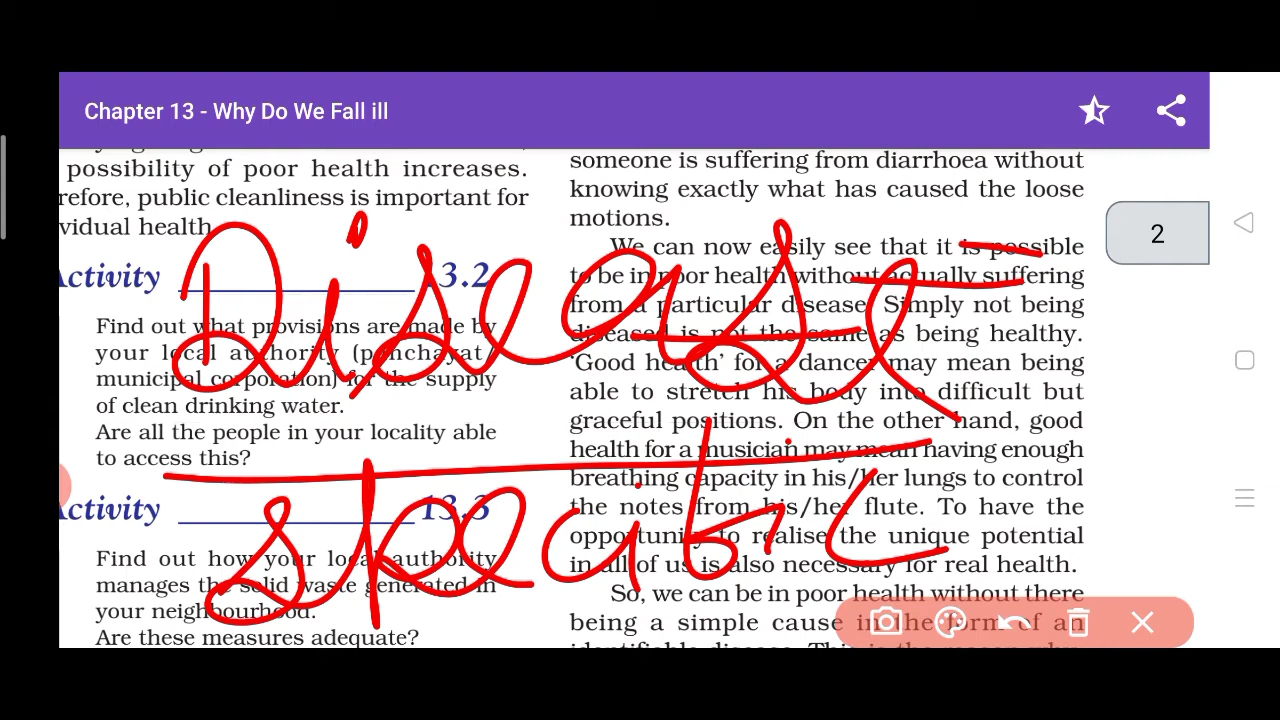 Chapter 13 - Why Do We Fall ill
possibility of poor health increases.
refore, public cleanliness is important for
vidual health
Activity 13.2
Find out what provisions are made by
your local authority (panchayat/
municipal corporation) for the supply
of clean drinking water.
Are all the people in your locality able
to access this?
Activity 13.3
Find out how your local authority
manages the solid waste generated in
your neighbourhood.
Are these measures adequate?
someone is suffering from diarrhoea without
knowing exactly what has caused the loose
motions.
We can now easily see that it is possible
to be in poor health without actually suffering
from a particular disease. Simply not being
diseased is not the same as being healthy.
'Good health' for a dancer may mean being
able to stretch his body into difficult but
graceful positions. On the other hand, good
health for a musician may mean having enough
breathing capacity in his/her lungs to control
the notes from his/her flute. To have the
opportunity to realise the unique potential
in all of us is also necessary for real health.
So, we can be in poor health without there
being a simple cause in the form of an
identifiable disease. This is the reason why
2
Disease
specific